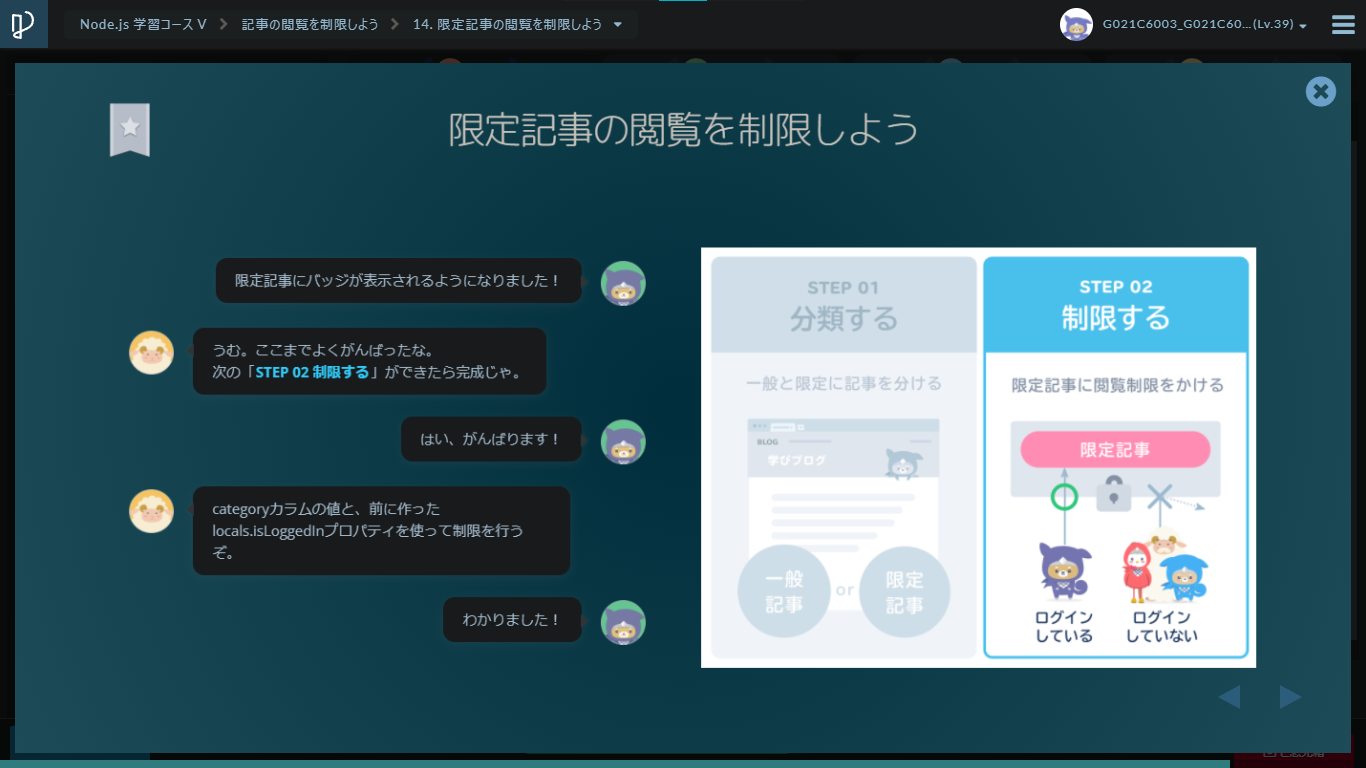 Node.js 学習コース V
記事の閲覧を制限しよう
14. 限定記事の閲覧を制限しよう
G021C6003_G021C60...(Lv.39)
限定記事の閲覧を制限しよう
限定記事にバッジが表示されるようになりました！
うむ。ここまでよくがんばったな。
次の「STEP 02 制限する」ができたら完成じゃ。
はい、がんばります！
categoryカラムの値と、前に作った
locals.isLoggedInプロパティを使って制限を行う
ぞ。
わかりました！
STEP 01
分類する
一般と限定に記事を分ける
BLOG
学びブログ
一般
記事
or
限定
記事
STEP 02
制限する
限定記事に閲覧制限をかける
限定記事
ログイン
している
ログイン
していない